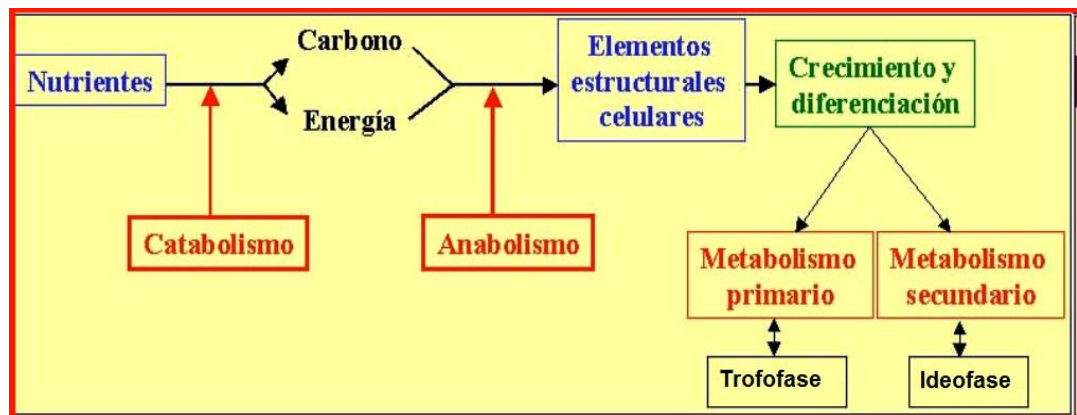 Nutrientes
Carbono
Energía
Elementos
estructurales
celulares
Crecimiento y
diferenciación
Catabolismo
Anabolismo
Metabolismo
primario
Metabolismo
secundario
Trofofase
Ideofase